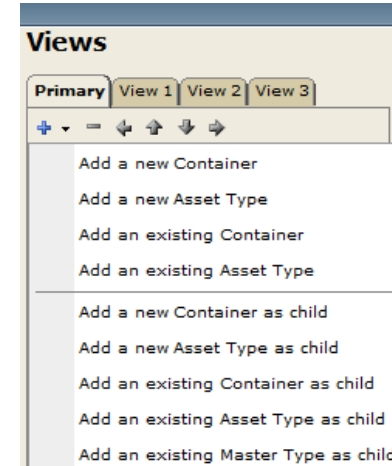 Views
Primary View 1 View 2 View 3
Add a new Container
Add a new Asset Type
Add an existing Container
Add an existing Asset Type
Add a new Container as child
Add a new Asset Type as child
Add an existing Container as child
Add an existing Asset Type as child
Add an existing Master Type as child